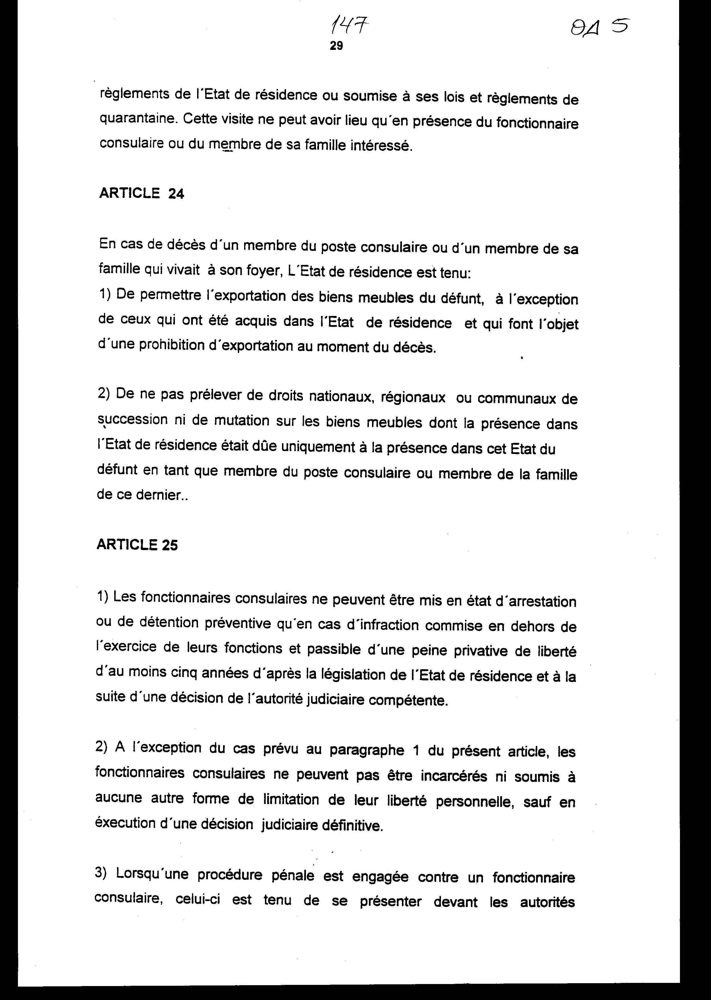 147
ΘΔ 5
29
règlements de l´Etat de résidence ou soumise à ses lois et règlements de
quarantaine. Cette visite ne peut avoir lieu qu´en présence du fonctionnaire
consulaire ou du membre de sa famille intéressé.
ARTICLE 24
En cas de décès d´un membre du poste consulaire ou d´un membre de sa
famille qui vivait à son foyer, L´Etat de résidence est tenu:
1) De permettre l´exportation des biens meubles du défunt, à l´exception
de ceux qui ont été acquis dans l´Etat de résidence et qui font l´objet
d´une prohibition d´exportation au moment du décès.
2) De ne pas prélever de droits nationaux, régionaux ou communaux de
succession ni de mutation sur les biens meubles dont la présence dans
l´Etat de résidence était dûe uniquement à la présence dans cet Etat du
défunt en tant que membre du poste consulaire ou membre de la famille
de ce dernier..
ARTICLE 25
1) Les fonctionnaires consulaires ne peuvent être mis en état d´arrestation
ou de détention préventive qu´en cas d´infraction commise en dehors de
l´exercice de leurs fonctions et passible d´une peine privative de liberté
d´au moins cinq années d´après la législation de l´Etat de résidence et à la
suite d´une décision de l´autorité judiciaire compétente.
2) A l´exception du cas prévu au paragraphe 1 du présent article, les
fonctionnaires consulaires ne peuvent pas être incarcérés ni soumis à
aucune autre forme de limitation de leur liberté personnelle, sauf en
éxecution d´une décision judiciaire définitive.
3) Lorsqu´une procédure pénale est engagée contre un fonctionnaire
consulaire, celui-ci est tenu de se présenter devant les autorités